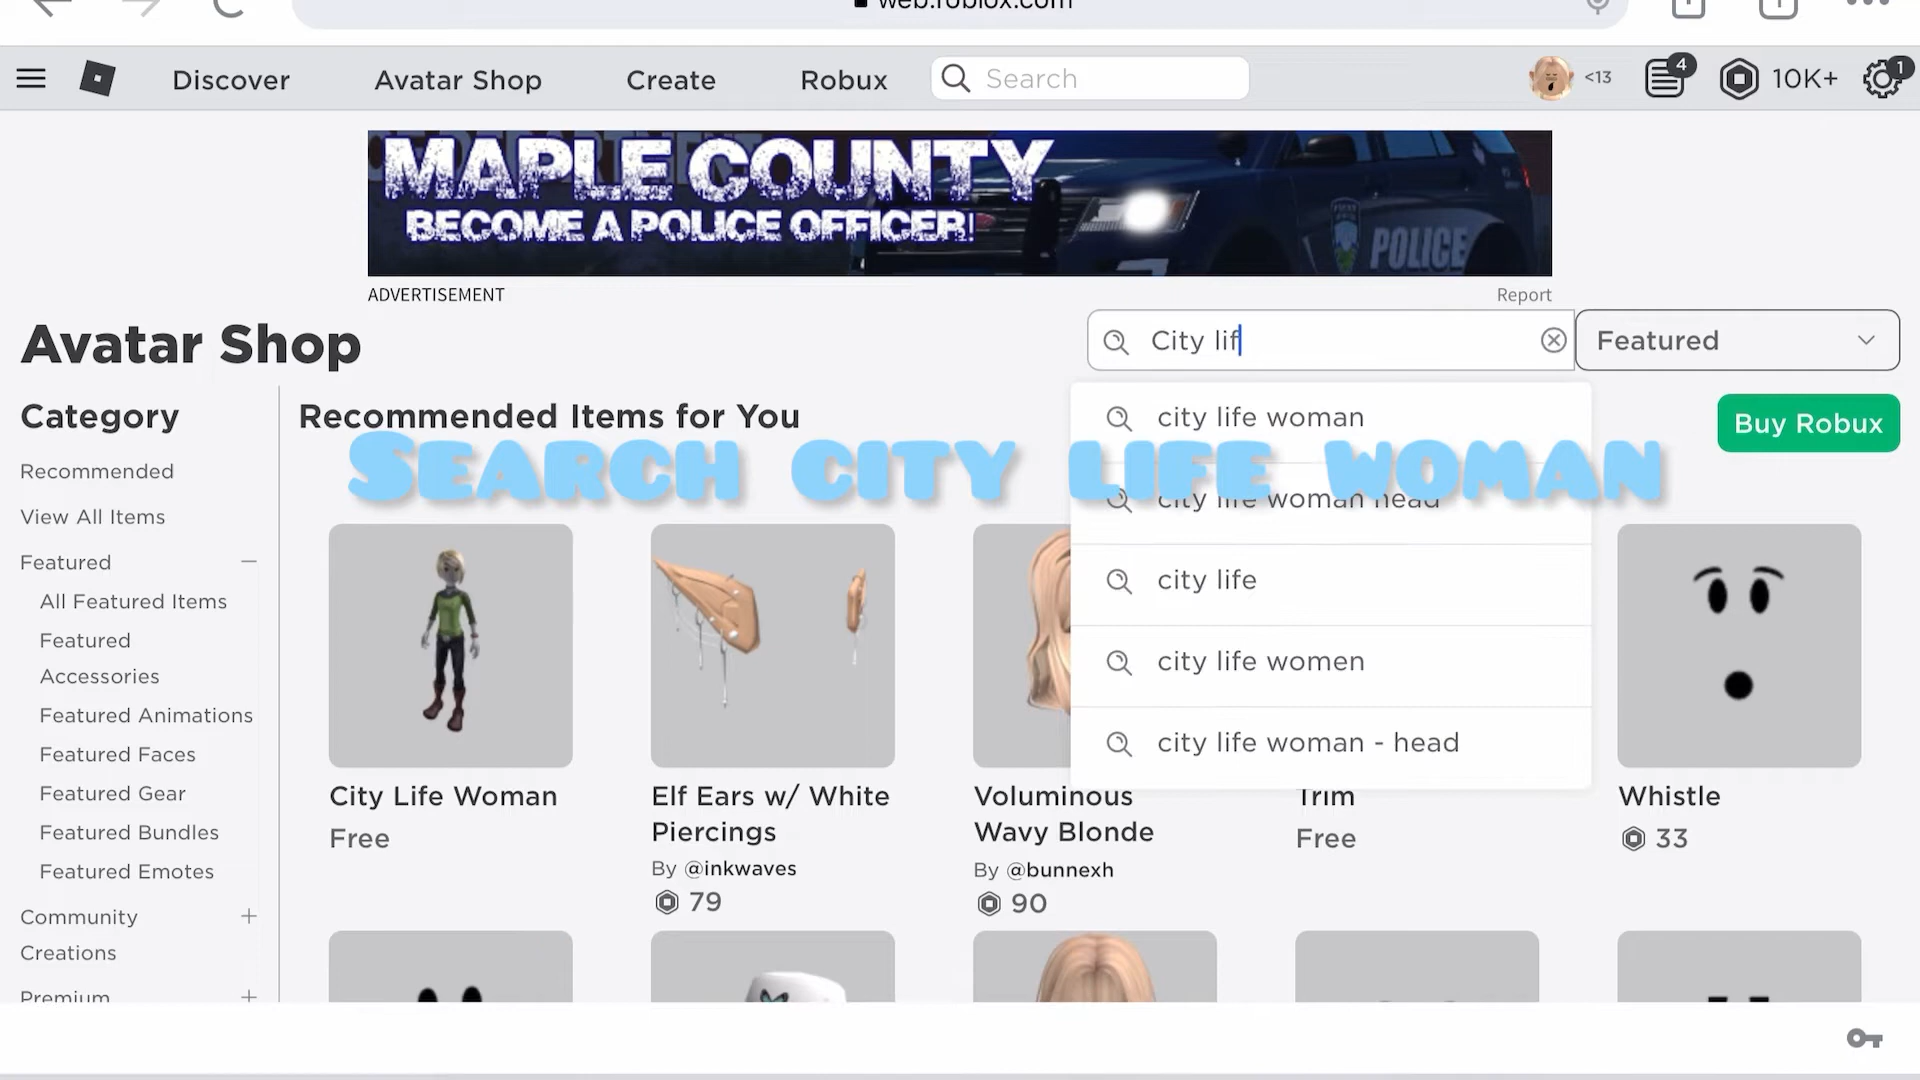 web.roblox.com
Discover
Avatar Shop
Create
Robux
Search
<13
4
10K+
1
MAPLE COUNTY
BECOME A POLICE OFFICER!
POLICE
ADVERTISEMENT
Report
Avatar Shop
City lif
Featured
Category
Recommended Items for You
Buy Robux
SEARCH CITY LIFE WOMAN
city life woman
city life woman head
city life
city life women
city life woman - head
Recommended
View All Items
Featured
All Featured Items
Featured
Accessories
Featured Animations
Featured Faces
Featured Gear
Featured Bundles
Featured Emotes
Community
Creations
Premium
City Life Woman
Free
Elf Ears w/ White
Piercings
By @inkwaves
79
Voluminous
Wavy Blonde
By @bunnexh
90
Trim
Free
Whistle
33